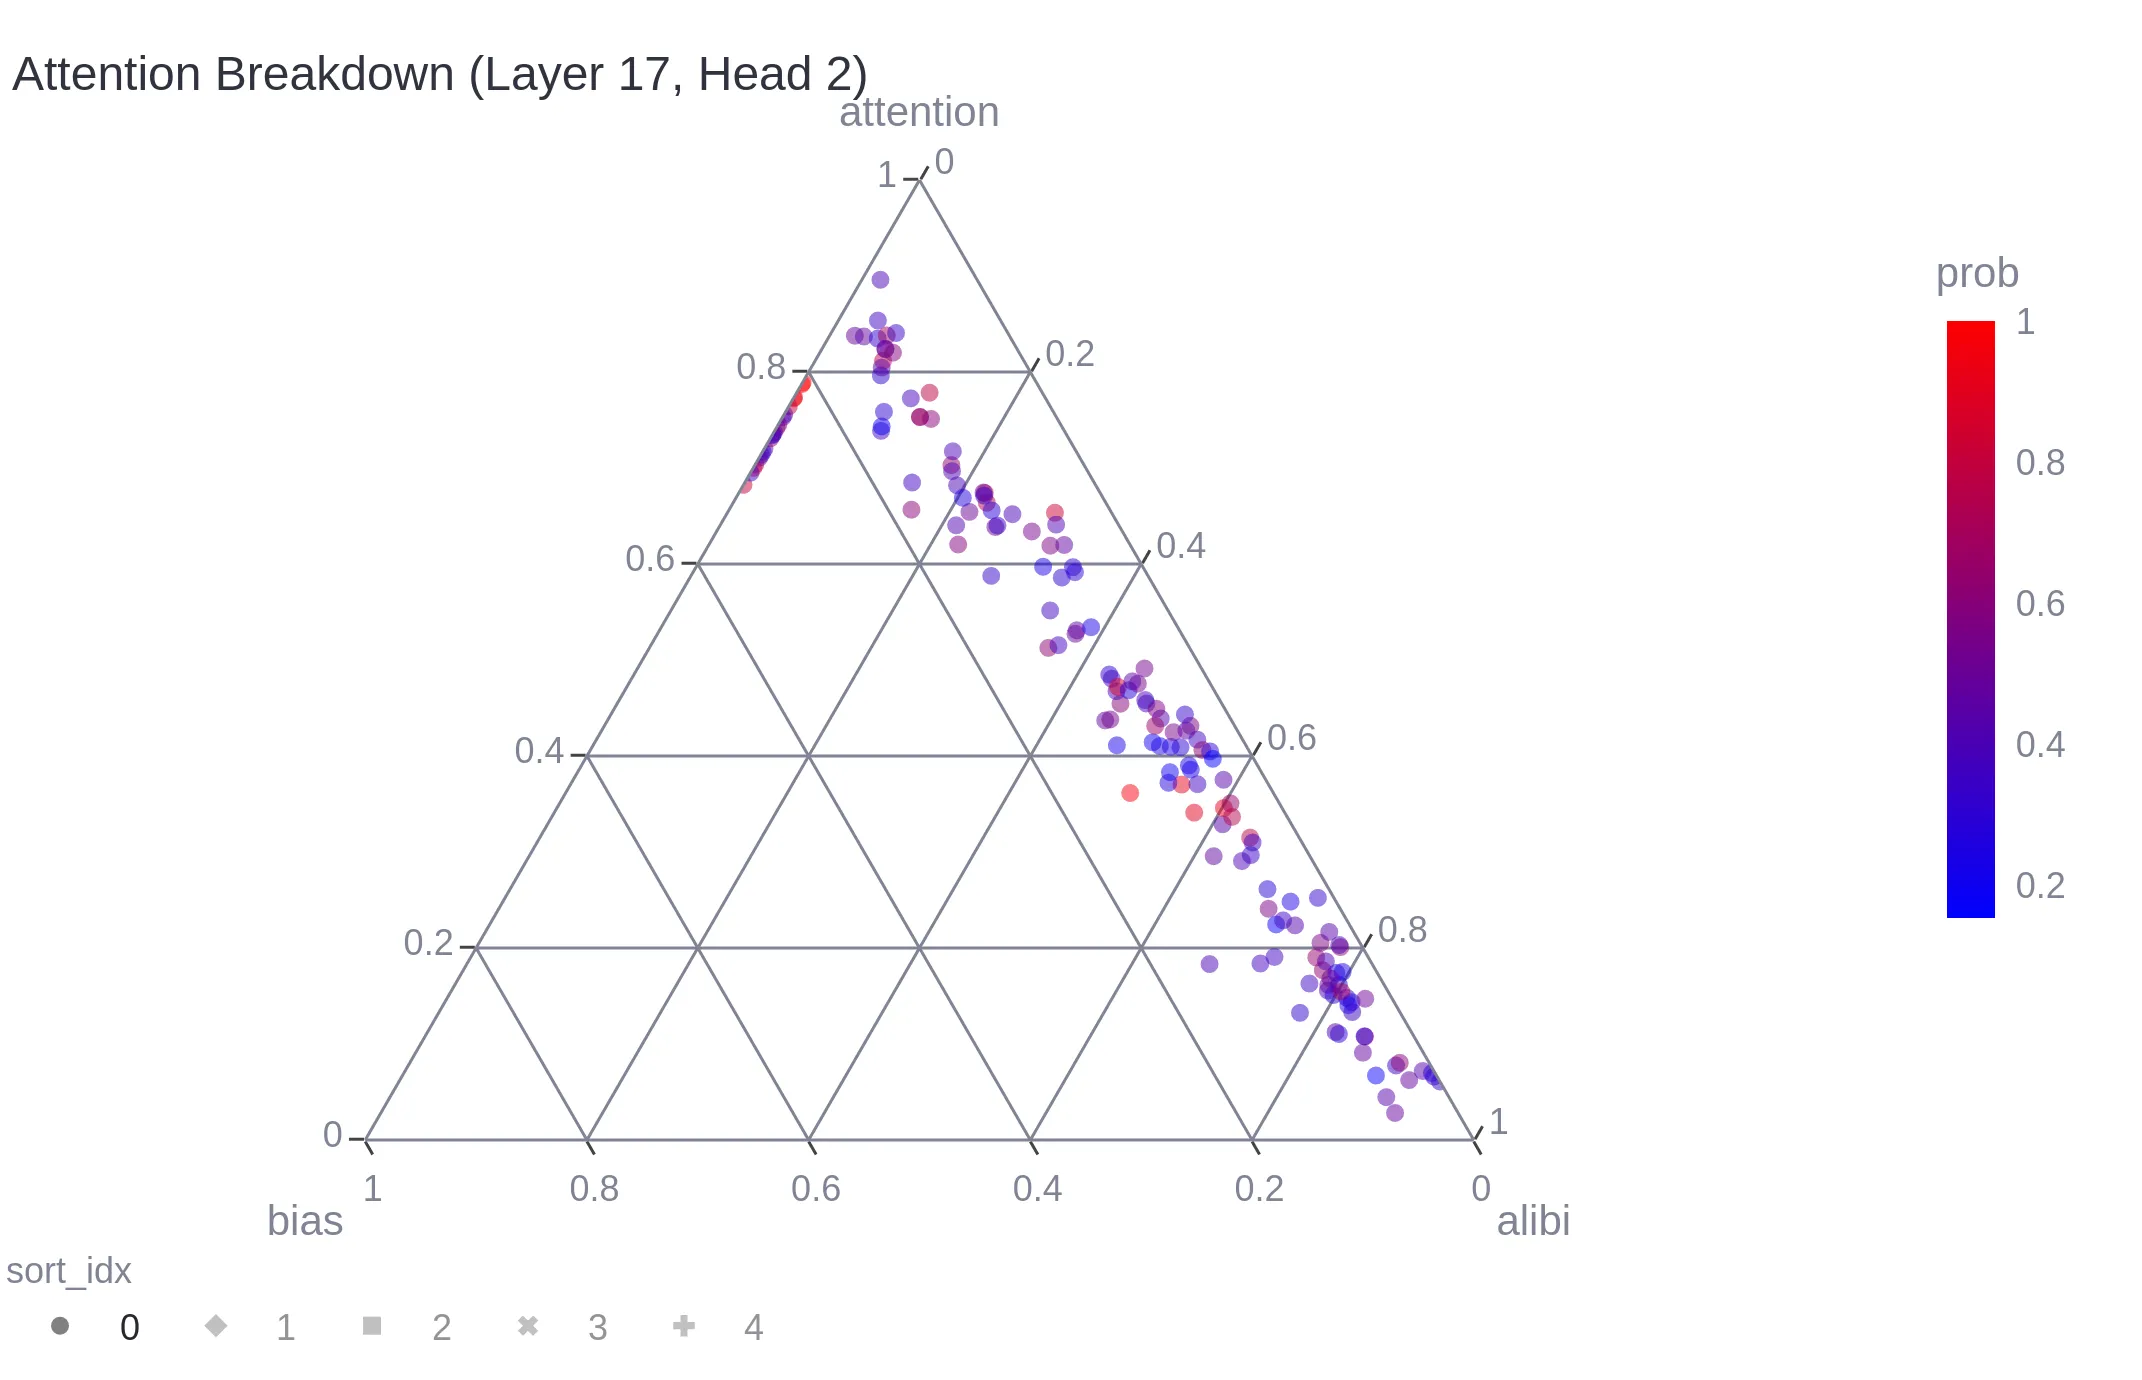 Attention Breakdown (Layer 17, Head 2)
attention
1 0
0.8 0.2
0.6 0.4
0.4 0.6
0.2 0.8
0 1
1 0.8 0.6 0.4 0.2 0
bias alibi
prob
1
0.8
0.6
0.4
0.2
sort_idx
0 1 2 3 4